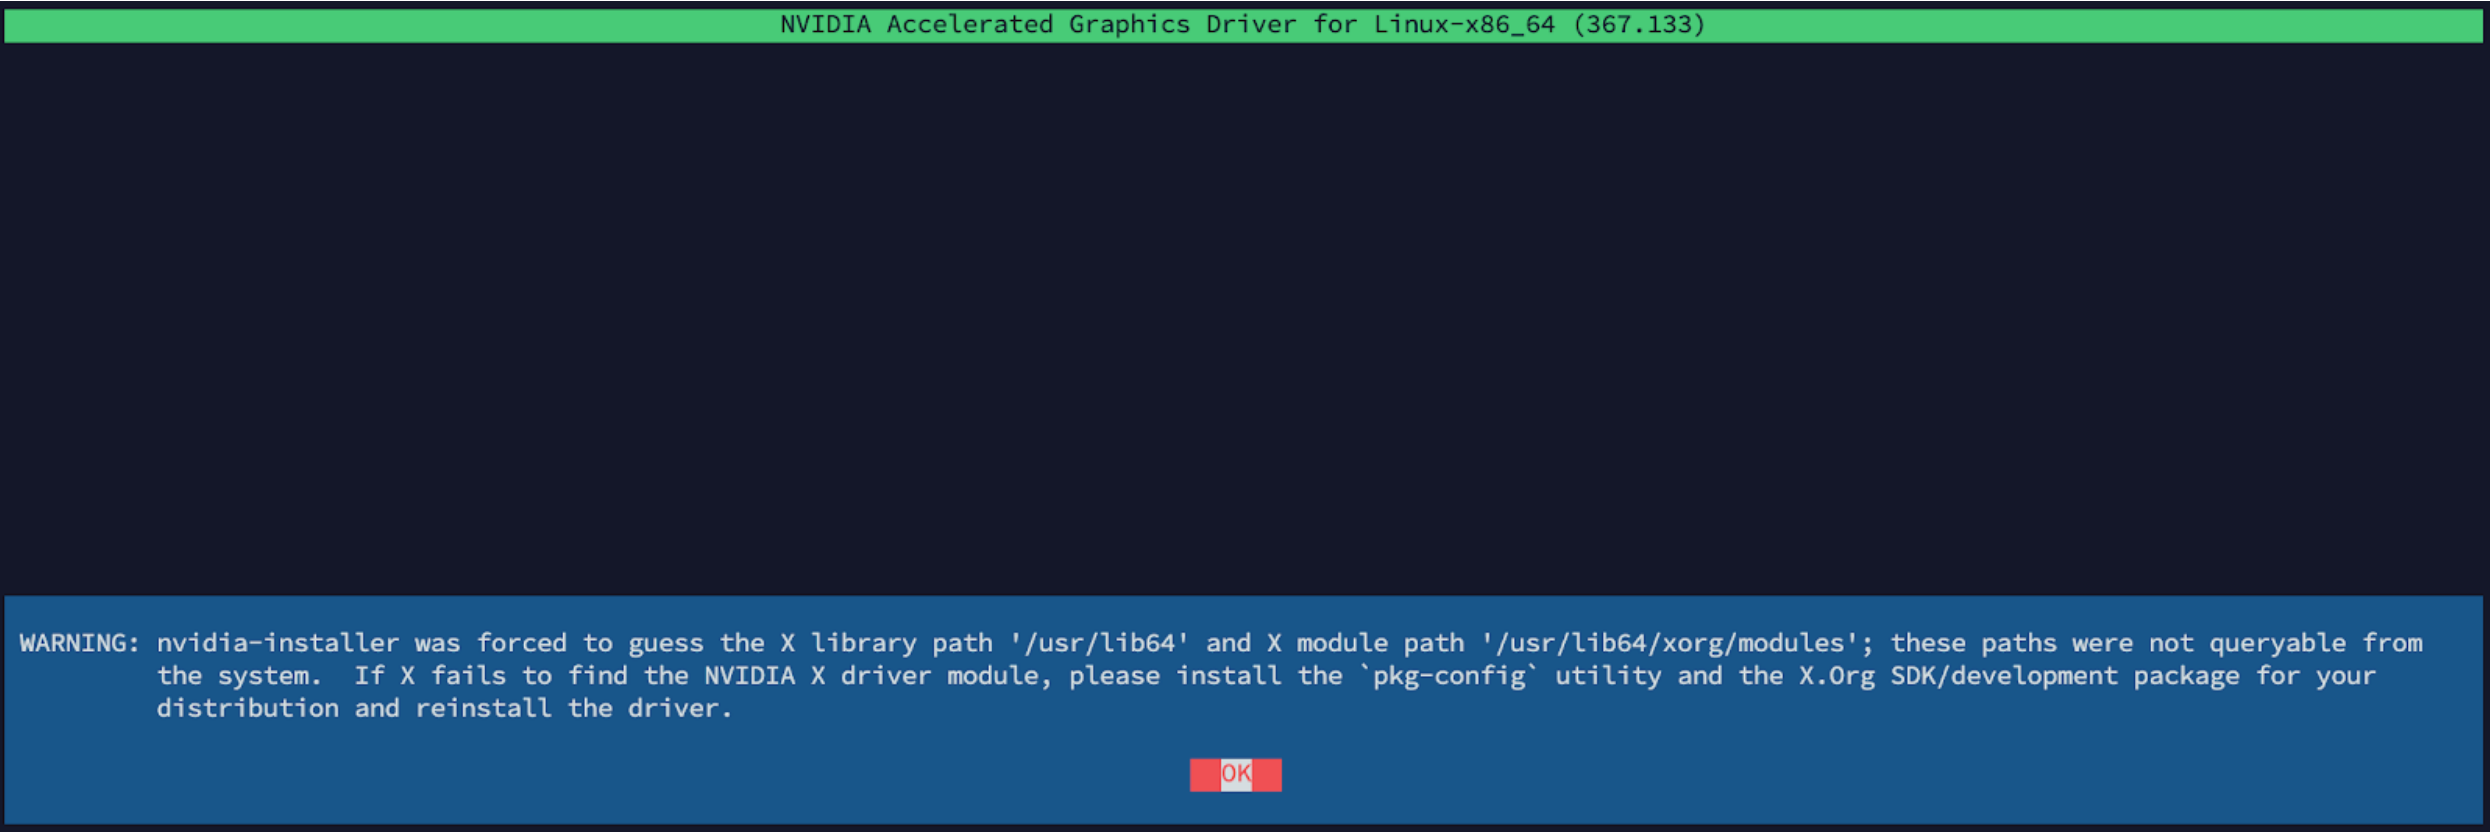 NVIDIA Accelerated Graphics Driver for Linux-x86_64 (367.133)
WARNING: nvidia-installer was forced to guess the X library path '/usr/lib64' and X module path '/usr/lib64/xorg/modules'; these paths were not queryable from
the system.  If X fails to find the NVIDIA X driver module, please install the `pkg-config` utility and the X.Org SDK/development package for your
distribution and reinstall the driver.
OK